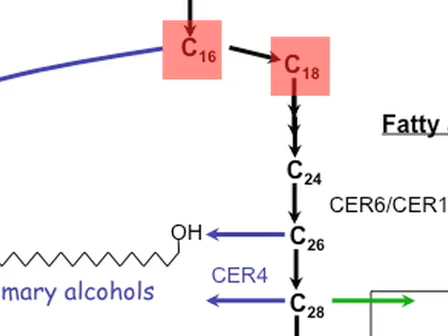 C16
C18
Fatty
C24
CER6/CER1
OH
C26
CER4
mary alcohols
C28